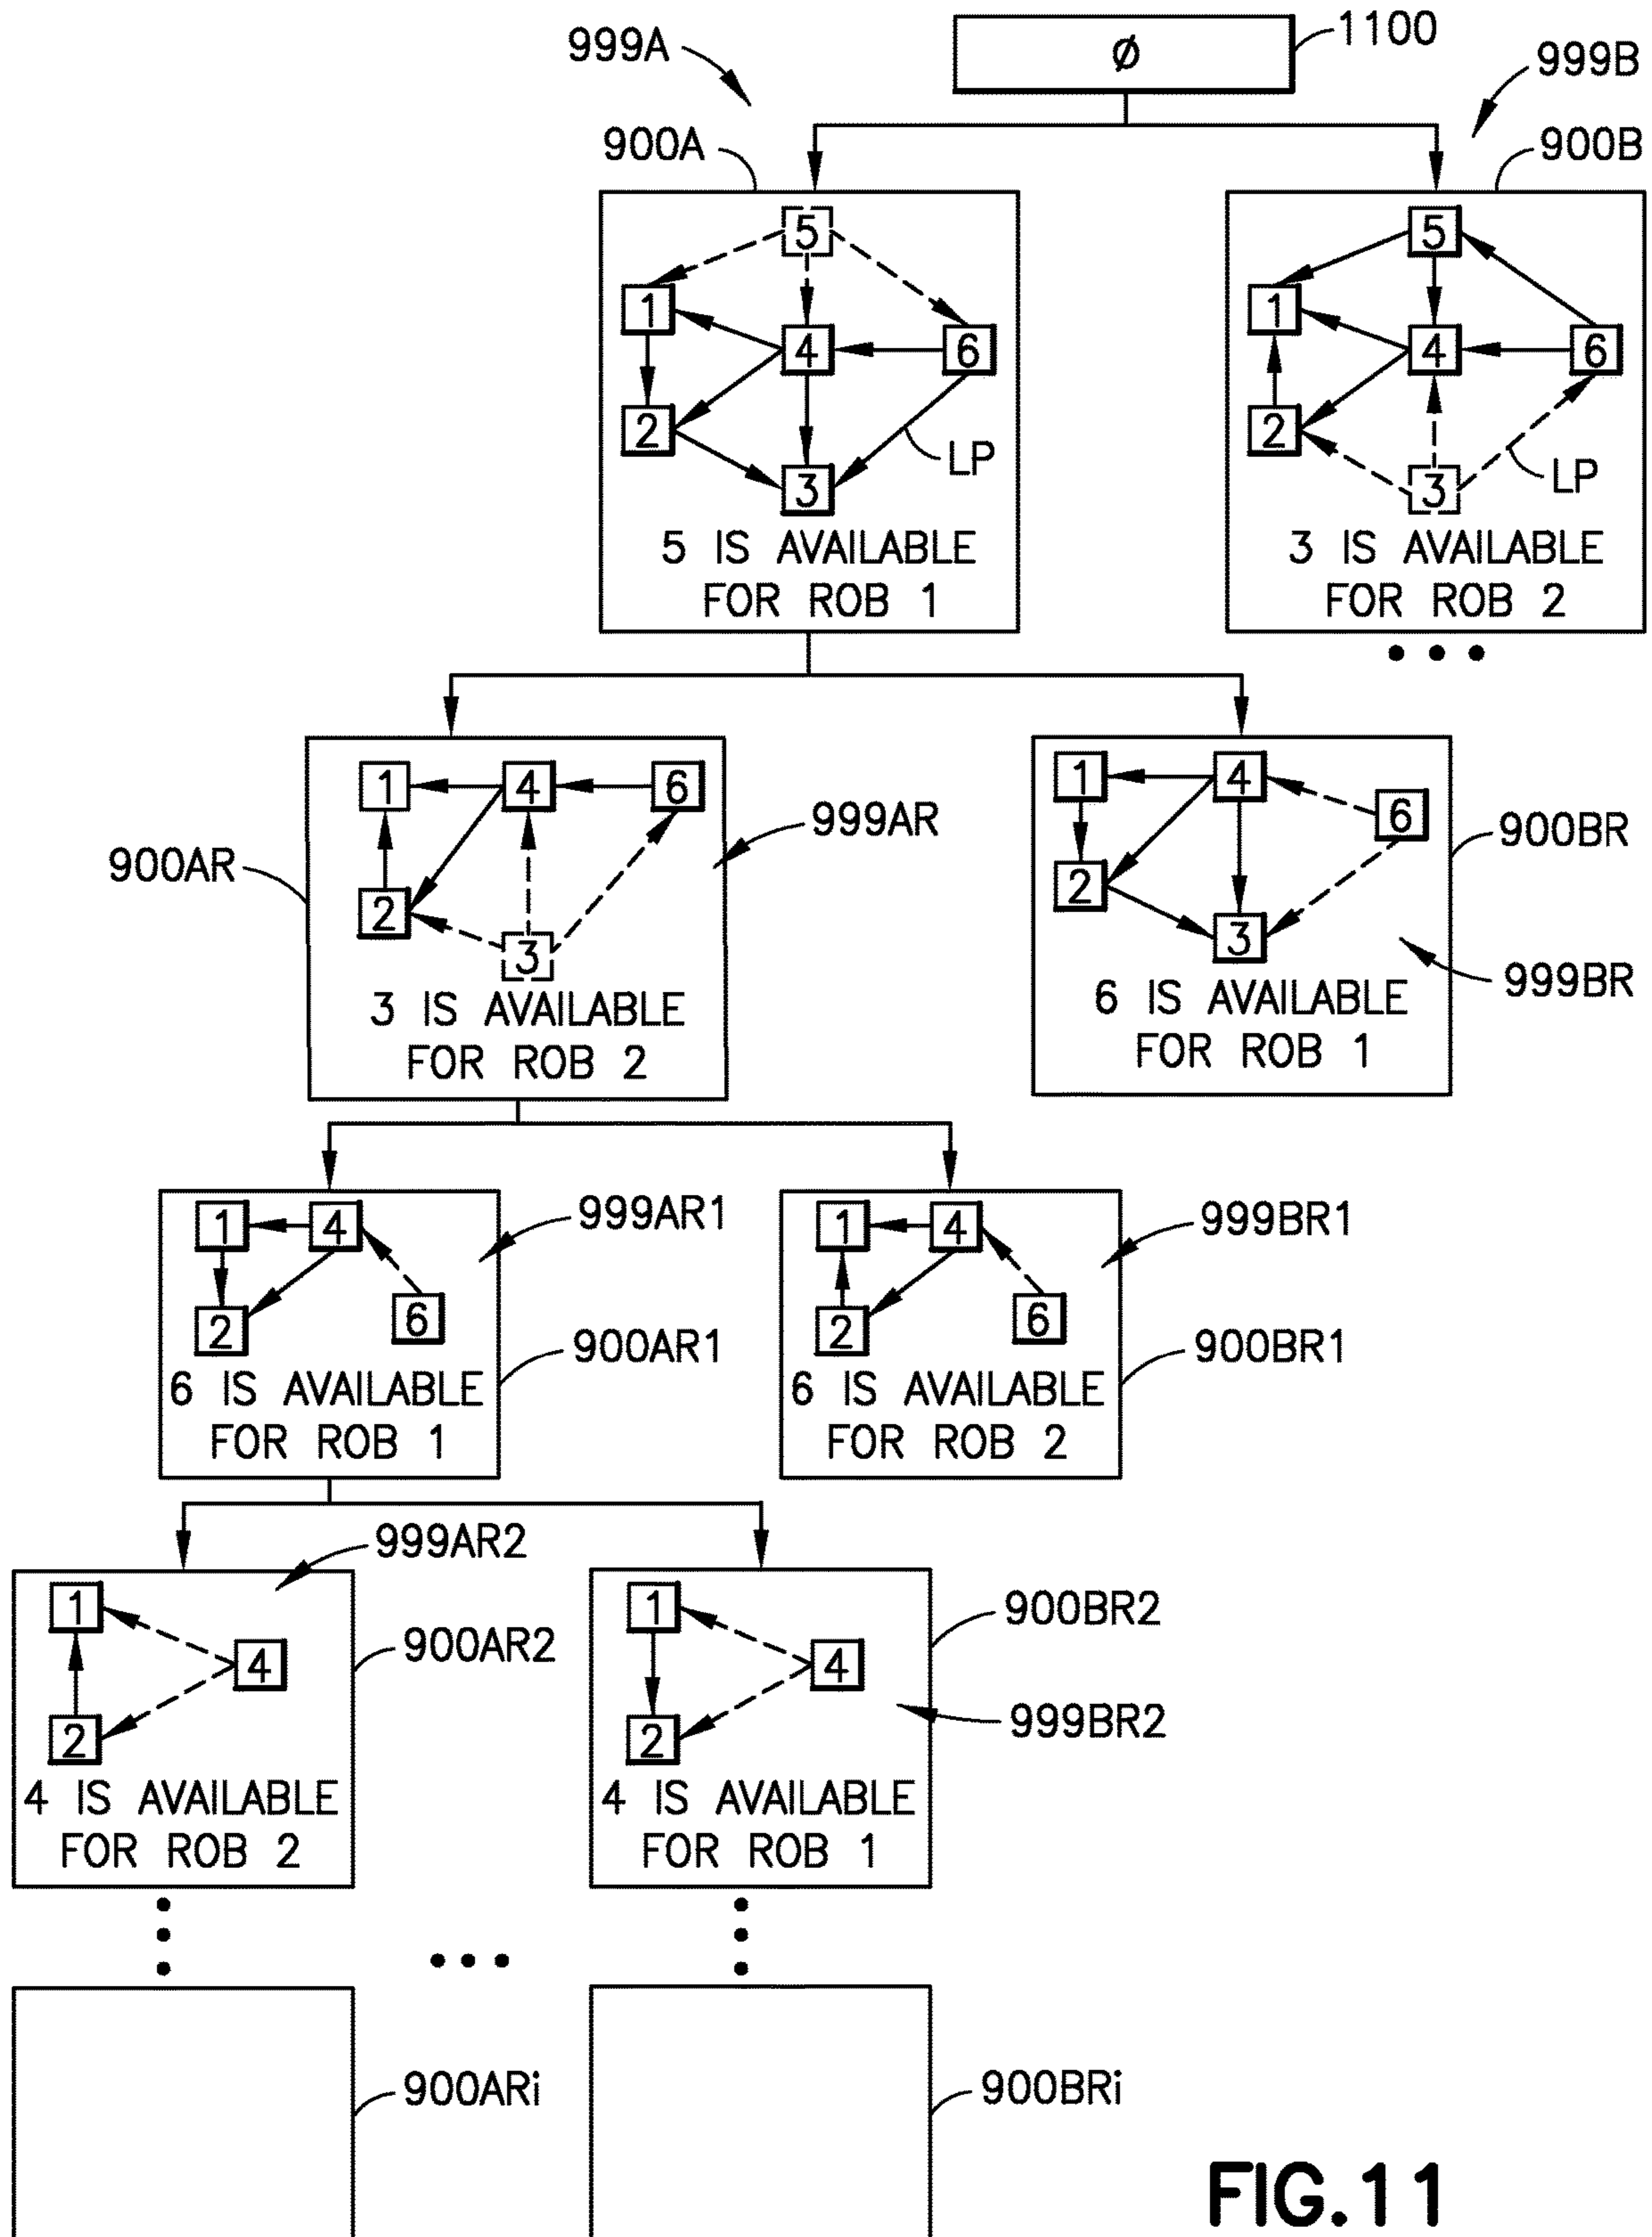 999A
Ø
1100
999B
900A
900B
5
1
4
6
2
LP
3
5 IS AVAILABLE
FOR ROB 1
5
1
4
6
2
LP
3
3 IS AVAILABLE
FOR ROB 2
1
4
6
999AR
900AR
2
3
3 IS AVAILABLE
FOR ROB 2
1
4
6
900BR
2
3
999BR
6 IS AVAILABLE
FOR ROB 1
1
4
999AR1
2
6
900AR1
6 IS AVAILABLE
FOR ROB 1
1
4
999BR1
2
6
900BR1
6 IS AVAILABLE
FOR ROB 2
999AR2
1
4
900AR2
2
4 IS AVAILABLE
FOR ROB 2
1
900BR2
4
2
999BR2
4 IS AVAILABLE
FOR ROB 1
900ARi
900BRi
FIG.11